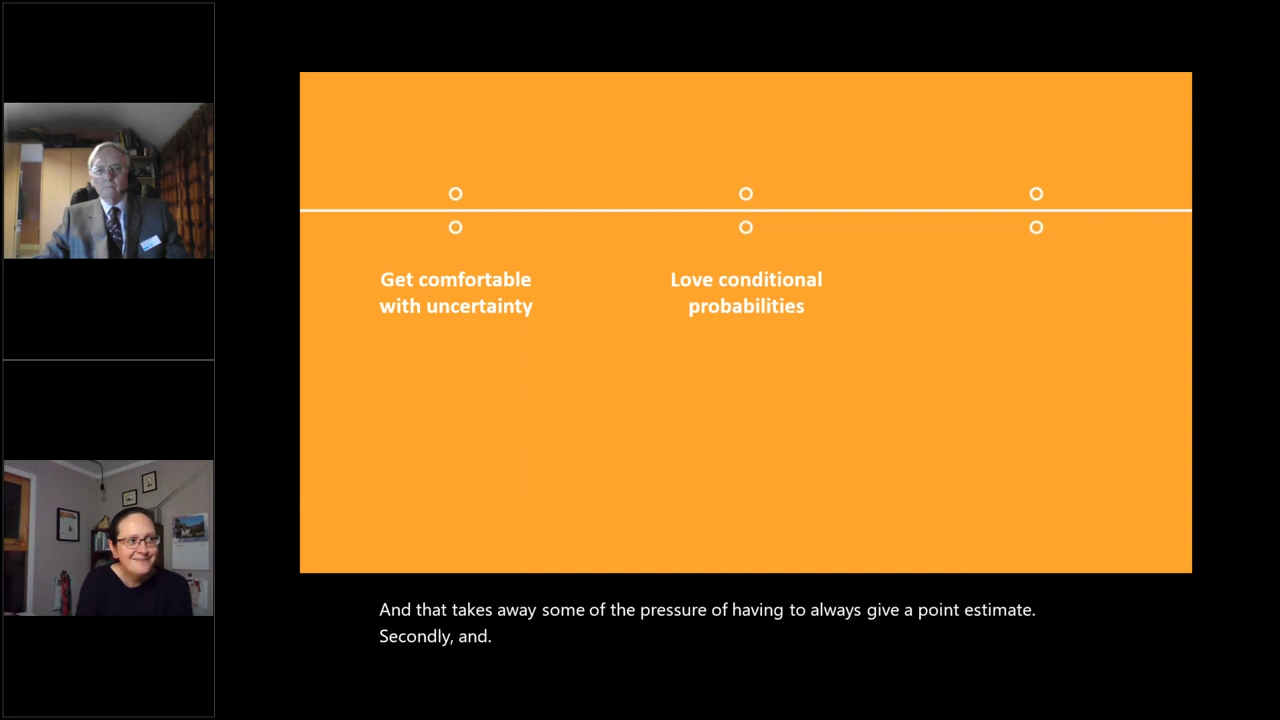 Get comfortable
with uncertainty
Love conditional
probabilities
And that takes away some of the pressure of having to always give a point estimate.
Secondly, and.